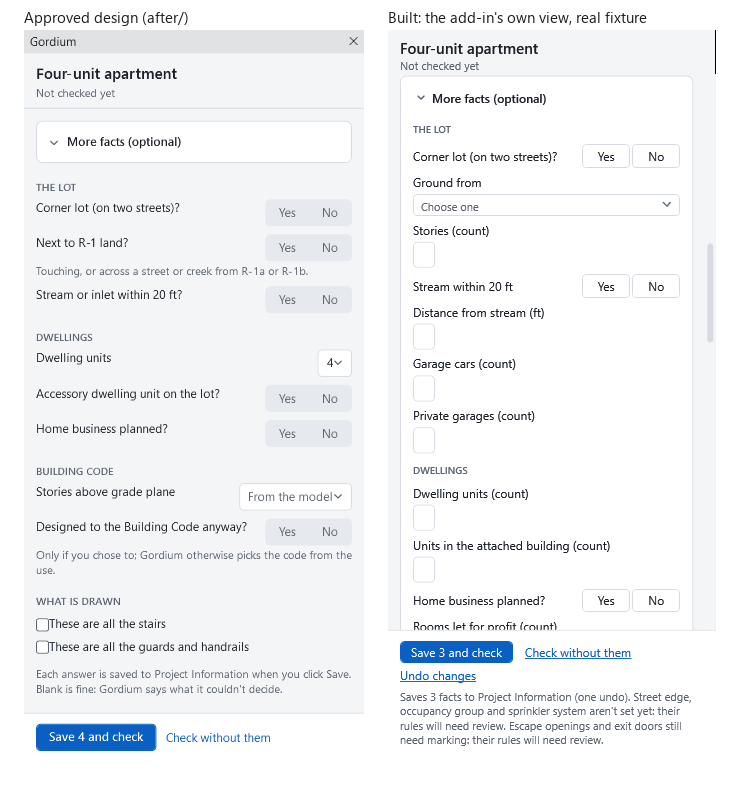 Approved design (after/)
Gordium
Four-unit apartment
Not checked yet
More facts (optional)
THE LOT
Corner lot (on two streets)? Yes No
Next to R-1 land? Yes No
Touching, or across a street or creek from R-1a or R-1b.
Stream or inlet within 20 ft? Yes No
DWELLINGS
Dwelling units 4
Accessory dwelling unit on the lot? Yes No
Home business planned? Yes No
BUILDING CODE
Stories above grade plane From the model
Designed to the Building Code anyway? Yes No
Only if you chose to; Gordium otherwise picks the code from the
use.
WHAT IS DRAWN
These are all the stairs
These are all the guards and handrails
Each answer is saved to Project Information when you click Save.
Blank is fine: Gordium says what it couldn't decide.
Save 4 and check Check without them
Built: the add-in's own view, real fixture
Four-unit apartment
Not checked yet
More facts (optional)
THE LOT
Corner lot (on two streets)? Yes No
Ground from
Choose one
Stories (count)
Stream within 20 ft Yes No
Distance from stream (ft)
Garage cars (count)
Private garages (count)
DWELLINGS
Dwelling units (count)
Units in the attached building (count)
Home business planned? Yes No
Rooms let for profit (count)
Save 3 and check Check without them
Undo changes
Saves 3 facts to Project Information (one undo). Street edge,
occupancy group and sprinkler system aren't set yet: their
rules will need review. Escape openings and exit doors still
need marking: their rules will need review.